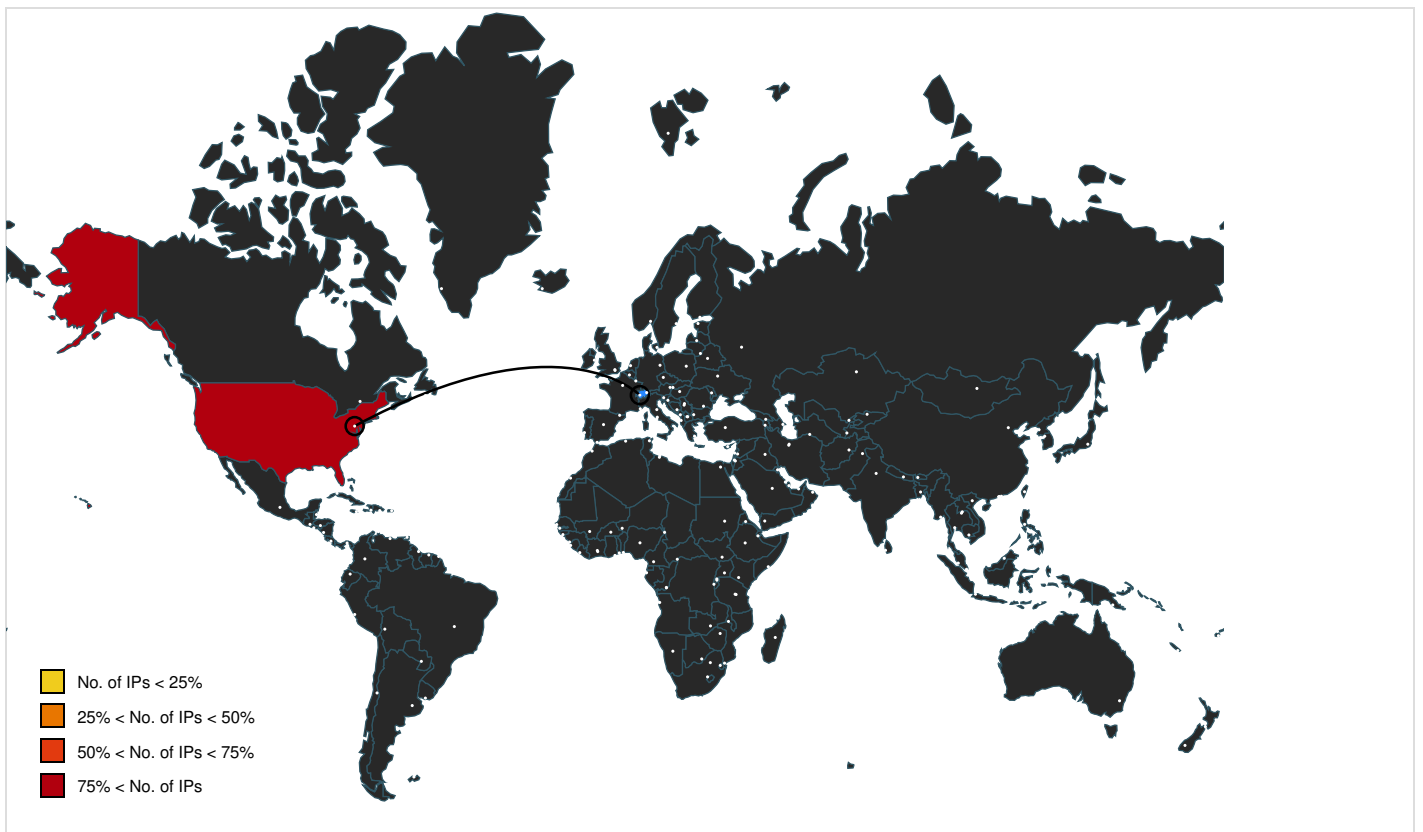 No. of IPs < 25%
25% < No. of IPs < 50%
50% < No. of IPs < 75%
75% < No. of IPs